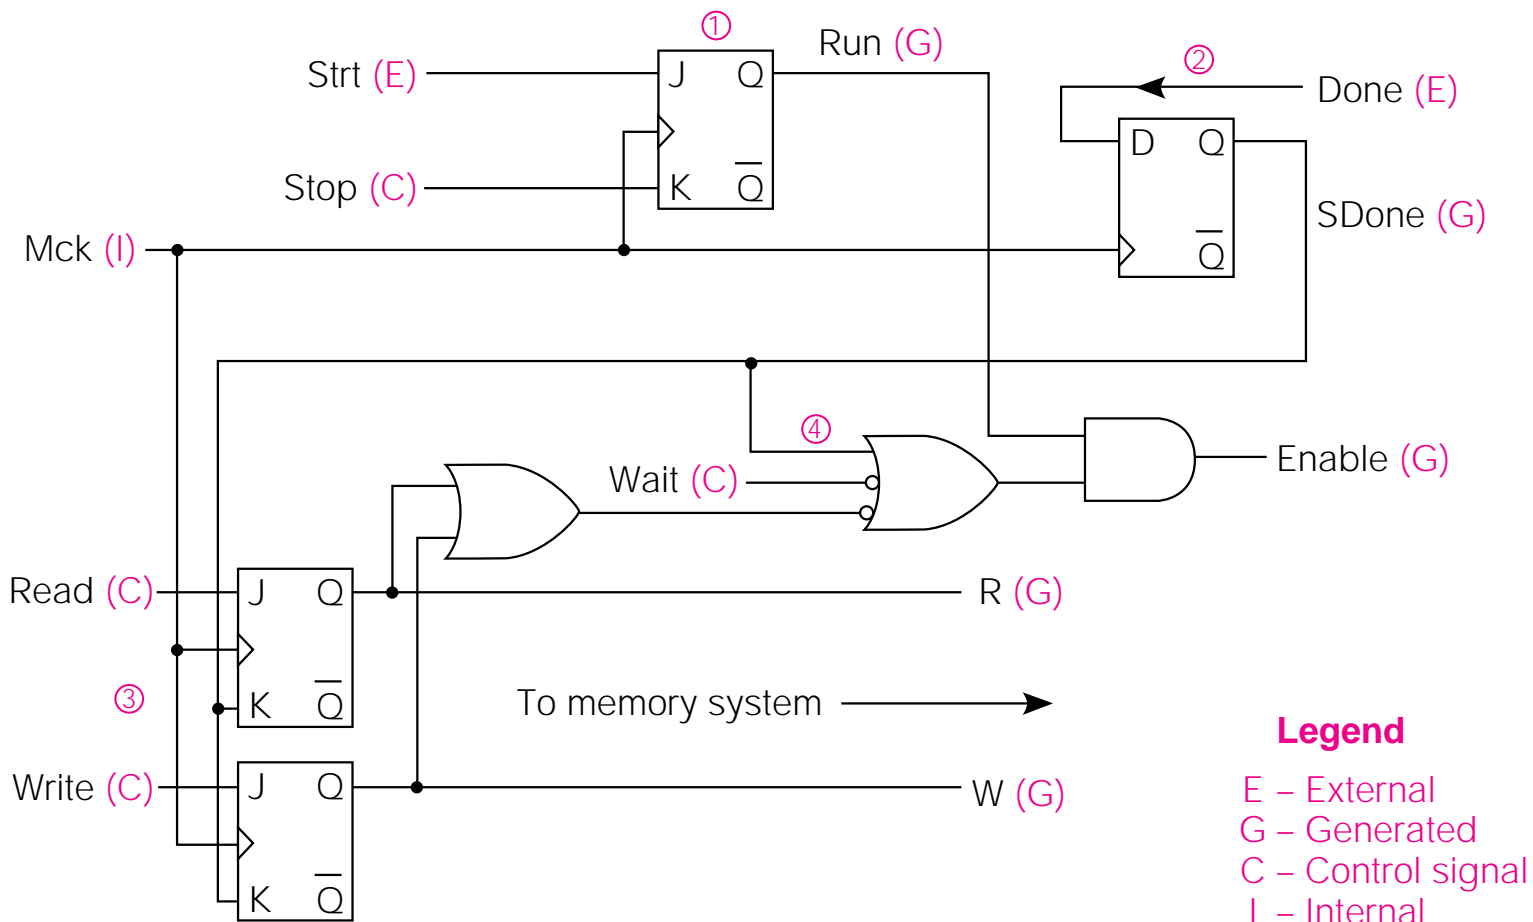 ①
Run (G)
Strt (E)
J Q
②
Done (E)
D Q
Stop (C)
K Q
SDone (G)
Mck (I)
Q
④
Wait (C)
Enable (G)
Read (C)
J Q
R (G)
③
K Q
To memory system
Legend
Write (C)
J Q
W (G)
E – External
G – Generated
C – Control signal
K Q
I – Internal